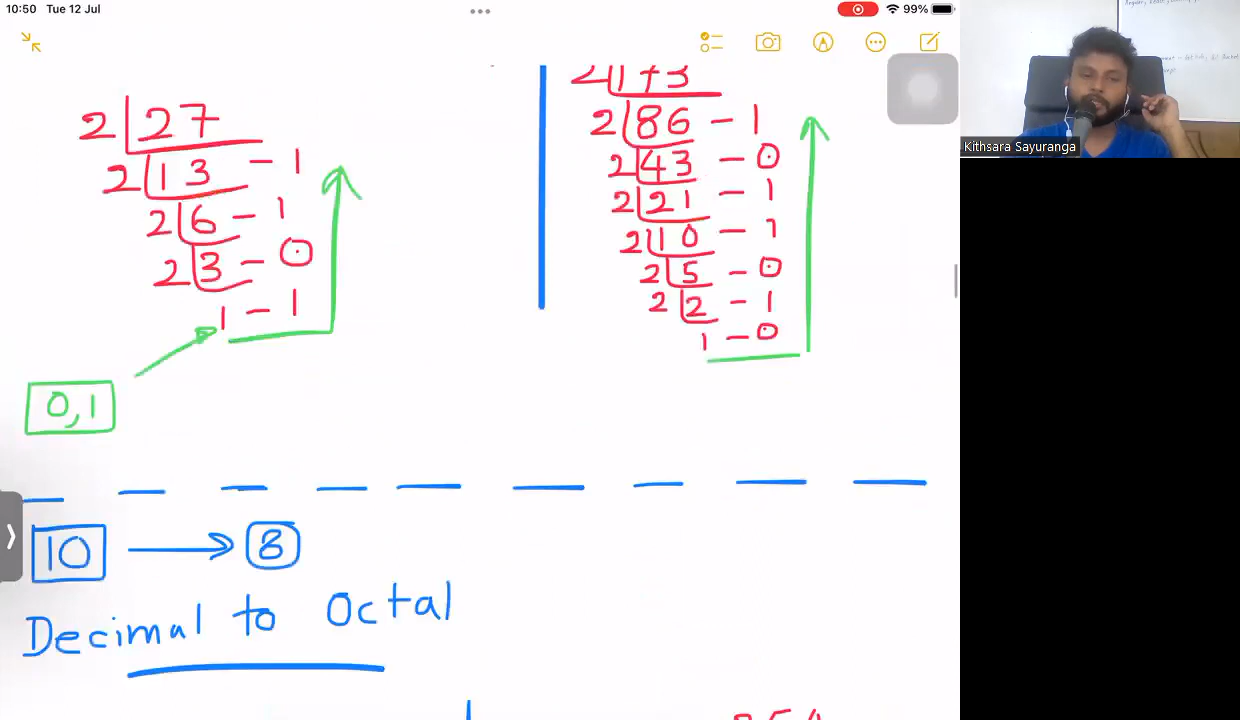 10:50 Tue 12 Jul
99%
Kithsara Sayuranga
2 27
2 13 - 1
2 6 - 1
2 3 - 0
1 - 1
0,1
2 173
2 86 - 1
2 43 - 0
2 21 - 1
2 10 - 1
2 5 - 0
2 2 - 1
1 - 0
10 → 8
Decimal to Octal